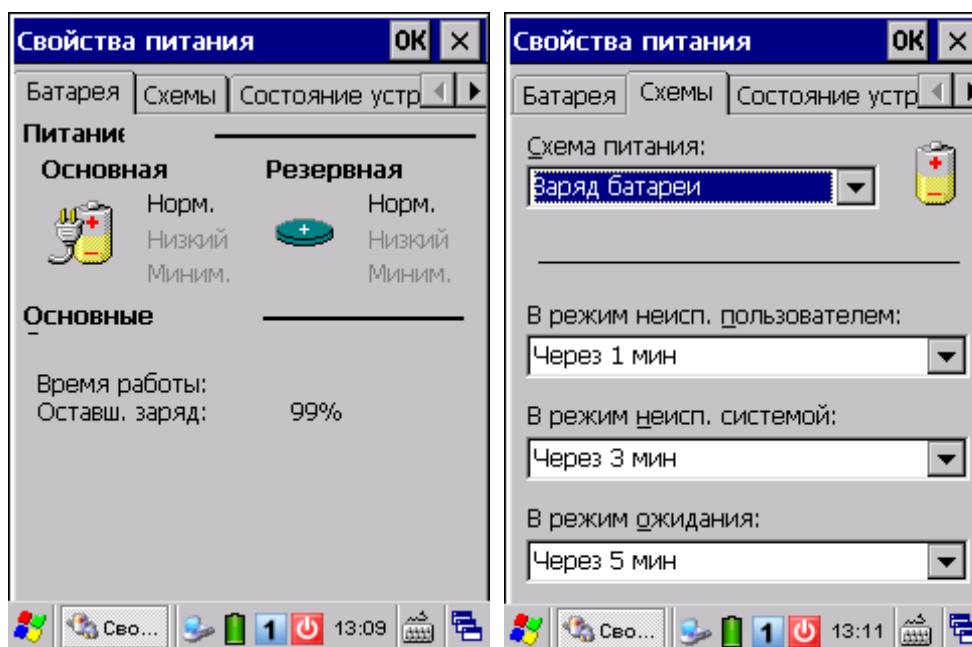 Свойства питания OK ×
Батарея Схемы Состояние устр
Питание
Основная Резервная
Норм. Норм.
Низкий Низкий
Миним. Миним.
Основные
Время работы:
Оставш. заряд: 99%
Сво... 1 13:09
Свойства питания OK ×
Батарея Схемы Состояние устр
Схема питания:
Заряд батареи
В режим неисп. пользователем:
Через 1 мин
В режим неисп. системой:
Через 3 мин
В режим ожидания:
Через 5 мин
Сво... 1 13:11